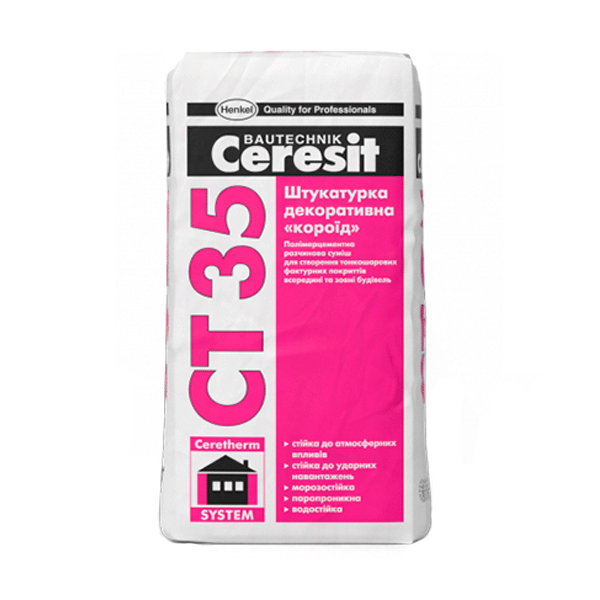 Henkel Quality for Professionals
BAUTECHNIK
Ceresit
CT 35
Штукатурка
декоративна
«короїд»
Полімерцементна
розчинова суміш
для створення тонкошарових
фактурних покриттів
всередині та зовні будівель
Ceretherm
SYSTEM
▸ стійка до атмосферних
впливів
▸ стійка до ударних
навантажень
▸ морозостійка
▸ паропроникна
▸ водостійка